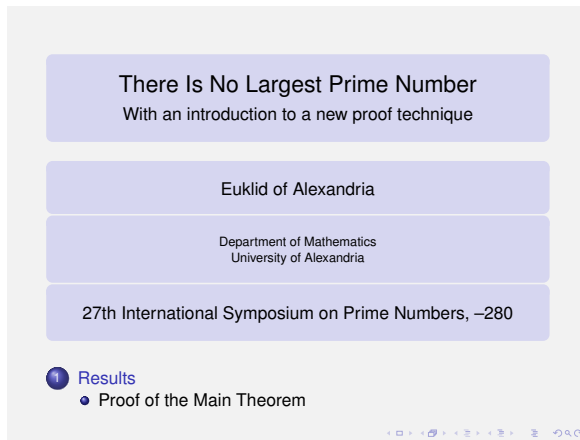 There Is No Largest Prime Number
With an introduction to a new proof technique
Euklid of Alexandria
Department of Mathematics
University of Alexandria
27th International Symposium on Prime Numbers, –280
1 Results
Proof of the Main Theorem